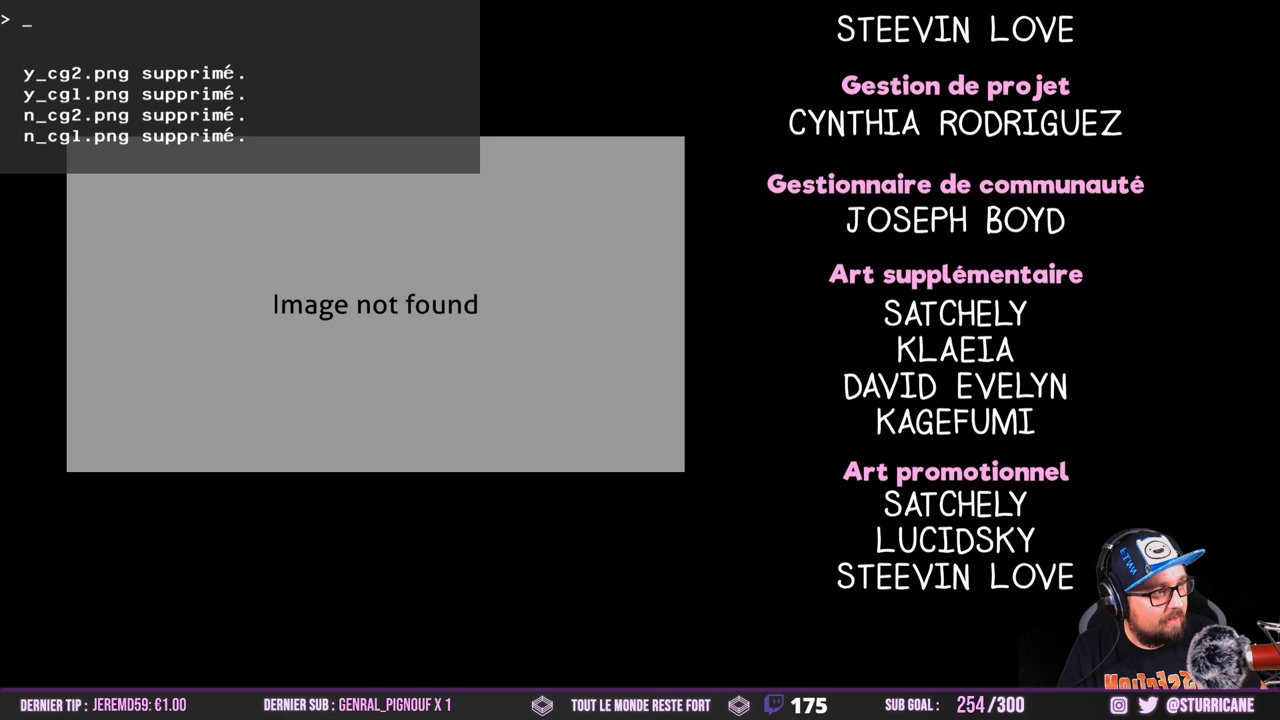 > _
y_cg2.png supprimé.
y_cg1.png supprimé.
n_cg2.png supprimé.
n_cg1.png supprimé.
Image not found
STEEVIN LOVE
Gestion de projet
CYNTHIA RODRIGUEZ
Gestionnaire de communauté
JOSEPH BOYD
Art supplémentaire
SATCHELY
KLAEIA
DAVID EVELYN
KAGEFUMI
Art promotionnel
SATCHELY
LUCIDSKY
STEEVIN LOVE
DERNIER TIP : JEREMD59: €1.00 DERNIER SUB : GENRAL_PIGNOUF X 1 TOUT LE MONDE RESTE FORT 175 SUB GOAL : 254/300 @STURRICANE